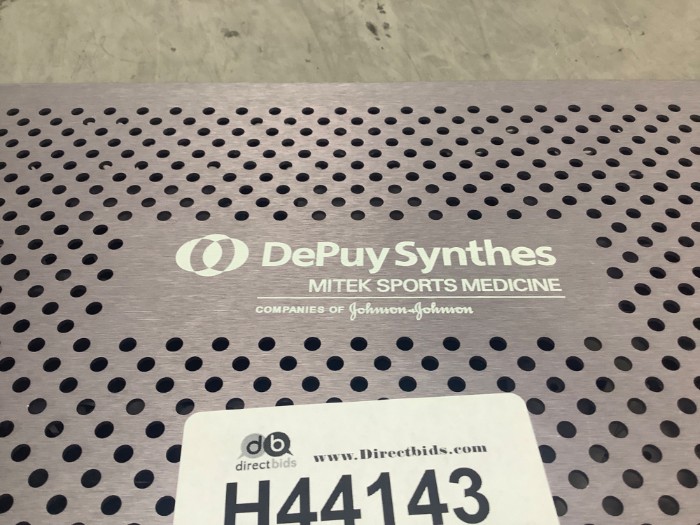 DePuy Synthes
MITEK SPORTS MEDICINE
COMPANIES OF Johnson & Johnson
db
www.Directbids.com
directbids
H44143